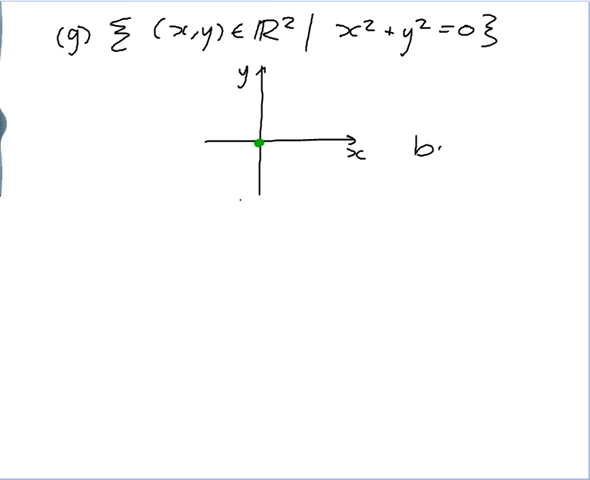 (g) { (x,y) ∈ ℝ² | x² + y² = 0 }
y
x
b.